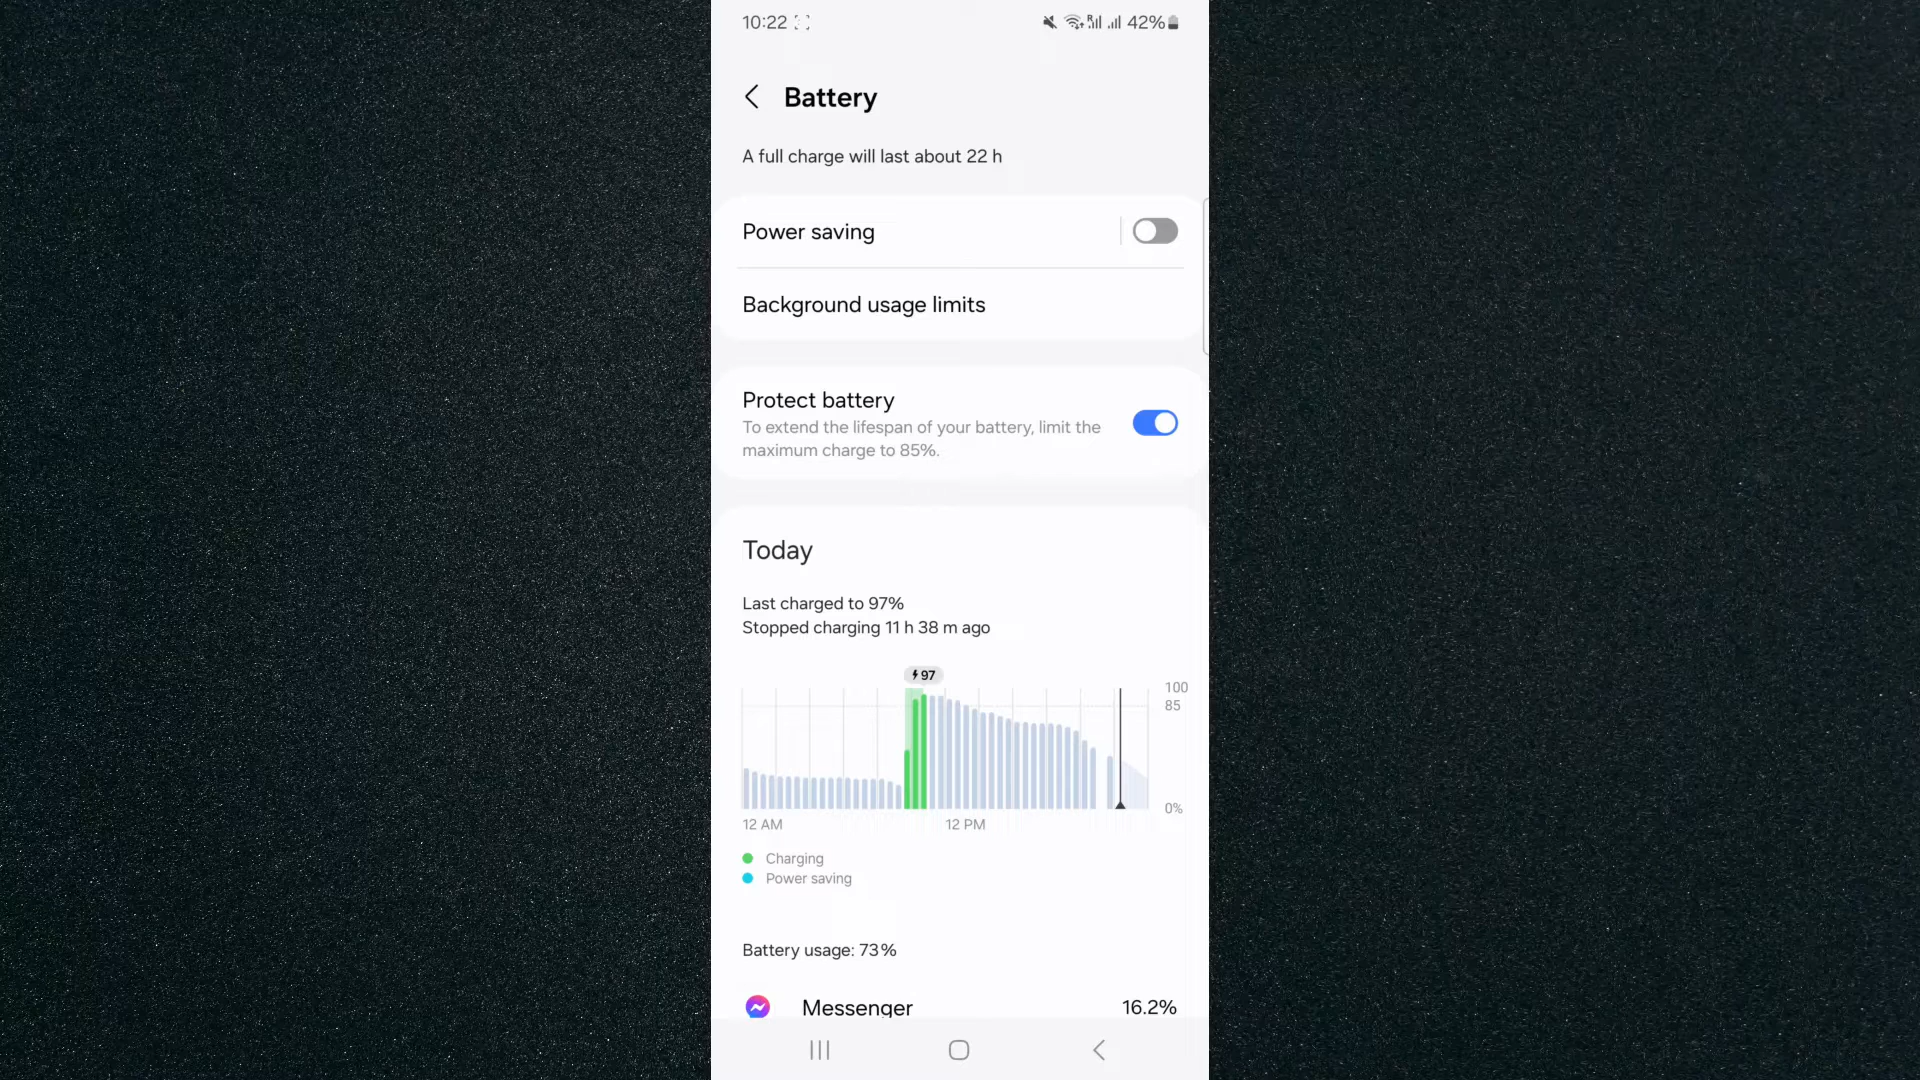 10:22
42%
Battery
A full charge will last about 22 h
Power saving
Background usage limits
Protect battery
To extend the lifespan of your battery, limit the
maximum charge to 85%.
Today
Last charged to 97%
Stopped charging 11 h 38 m ago
97
100
85
0%
12 AM
12 PM
Charging
Power saving
Battery usage: 73%
Messenger 16.2%